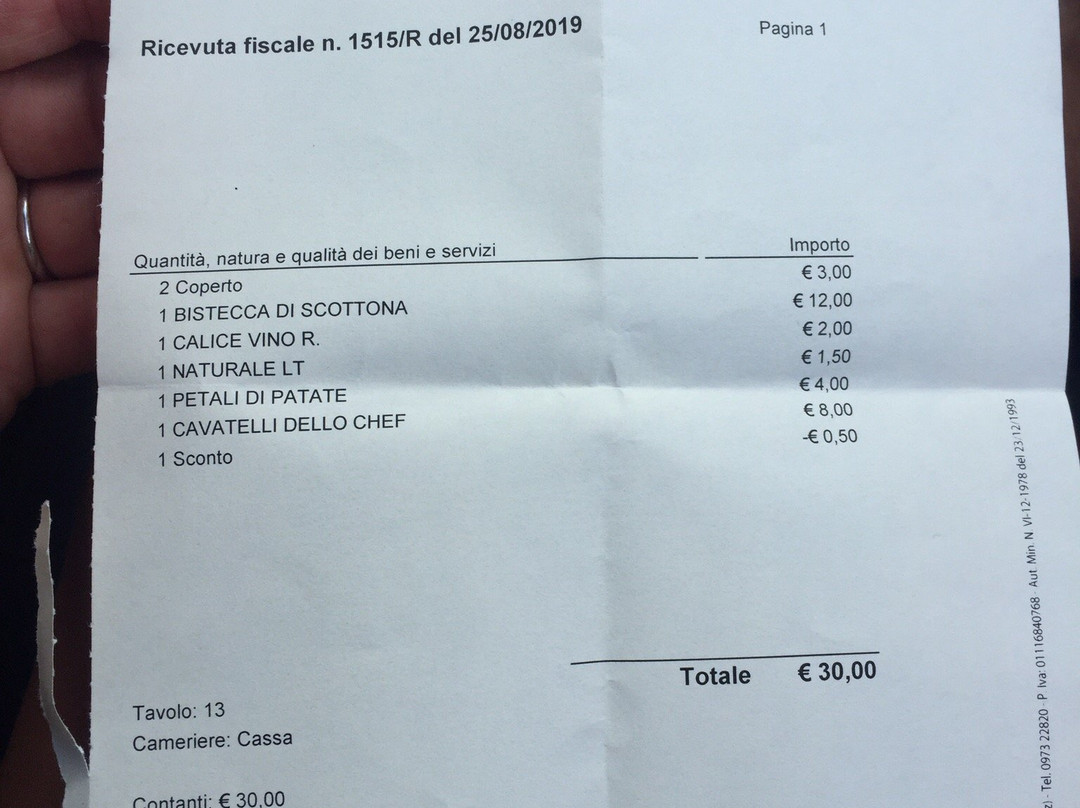 Ricevuta fiscale n. 1515/R del 25/08/2019
Pagina 1
Quantità, natura e qualità dei beni e servizi Importo
2 Coperto € 3,00
1 BISTECCA DI SCOTTONA € 12,00
1 CALICE VINO R. € 2,00
1 NATURALE LT € 1,50
1 PETALI DI PATATE € 4,00
1 CAVATELLI DELLO CHEF € 8,00
1 Sconto -€ 0,50
Totale € 30,00
Tavolo: 13
Cameriere: Cassa
Contanti: € 30,00
z) - Tel. 0973 22820 - P. Iva: 01116840768 - Aut. Min. N. VI-12-1978 del 23/12/1993